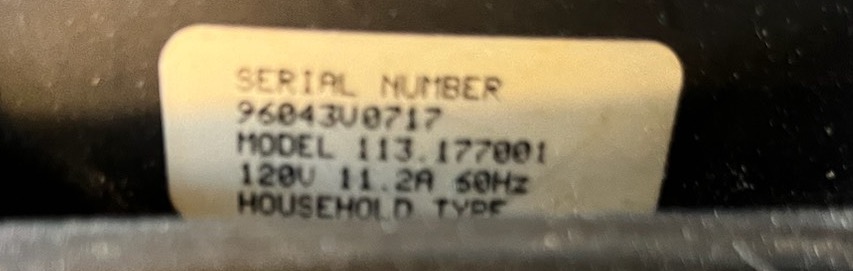 SERIAL NUMBER
96043V0717
MODEL 113.177001
120V 11.2A 60Hz
HOUSEHOLD TYPE